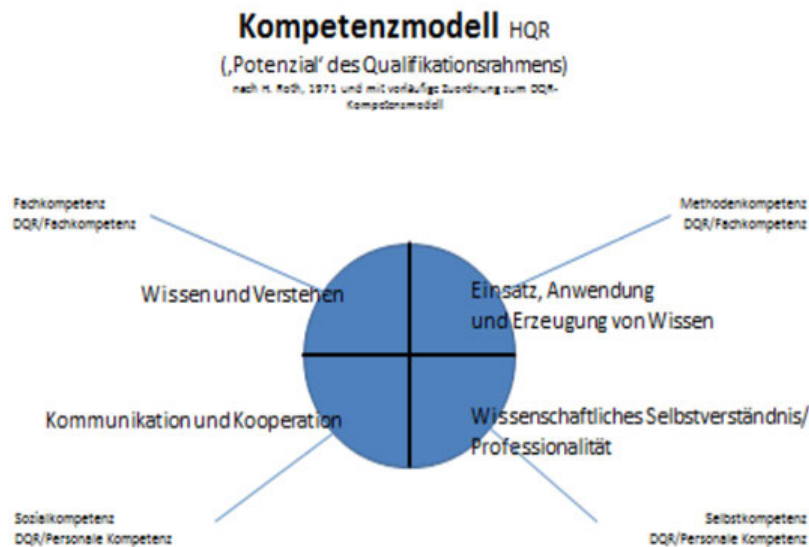 Kompetenzmodell HQR
(‚Potenzial‘ des Qualifikationsrahmens)
nach H. Roth, 1971 und mit vorläufige Zuordnung zum DQR-
Kompetenzmodell
Fachkompetenz
DQR/Fachkompetenz
Methodenkompetenz
DQR/Fachkompetenz
Wissen und Verstehen
Einsatz, Anwendung
und Erzeugung von Wissen
Kommunikation und Kooperation
Wissenschaftliches Selbstverständnis/
Professionalität
Sozialkompetenz
DQR/Personale Kompetenz
Selbstkompetenz
DQR/Personale Kompetenz